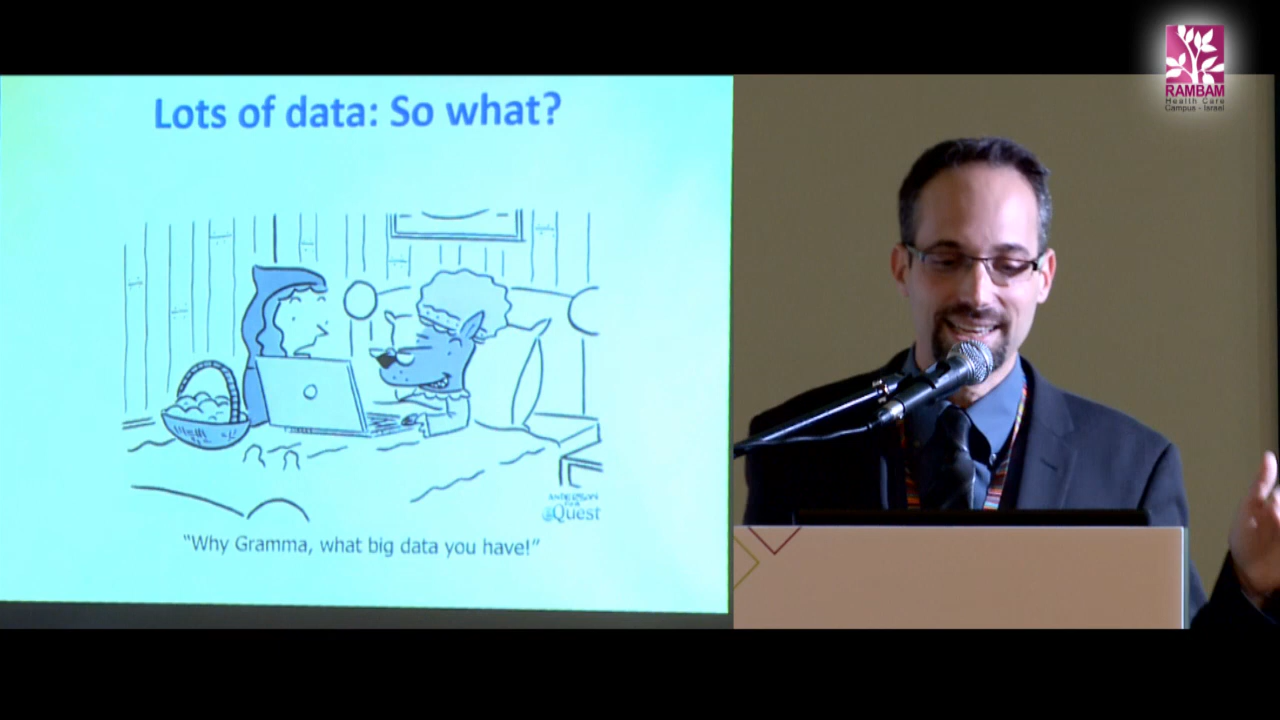 Lots of data: So what?
ANDERSON
FOR
Quest
"Why Gramma, what big data you have!"
RAMBAM
Health Care
Campus - Israel